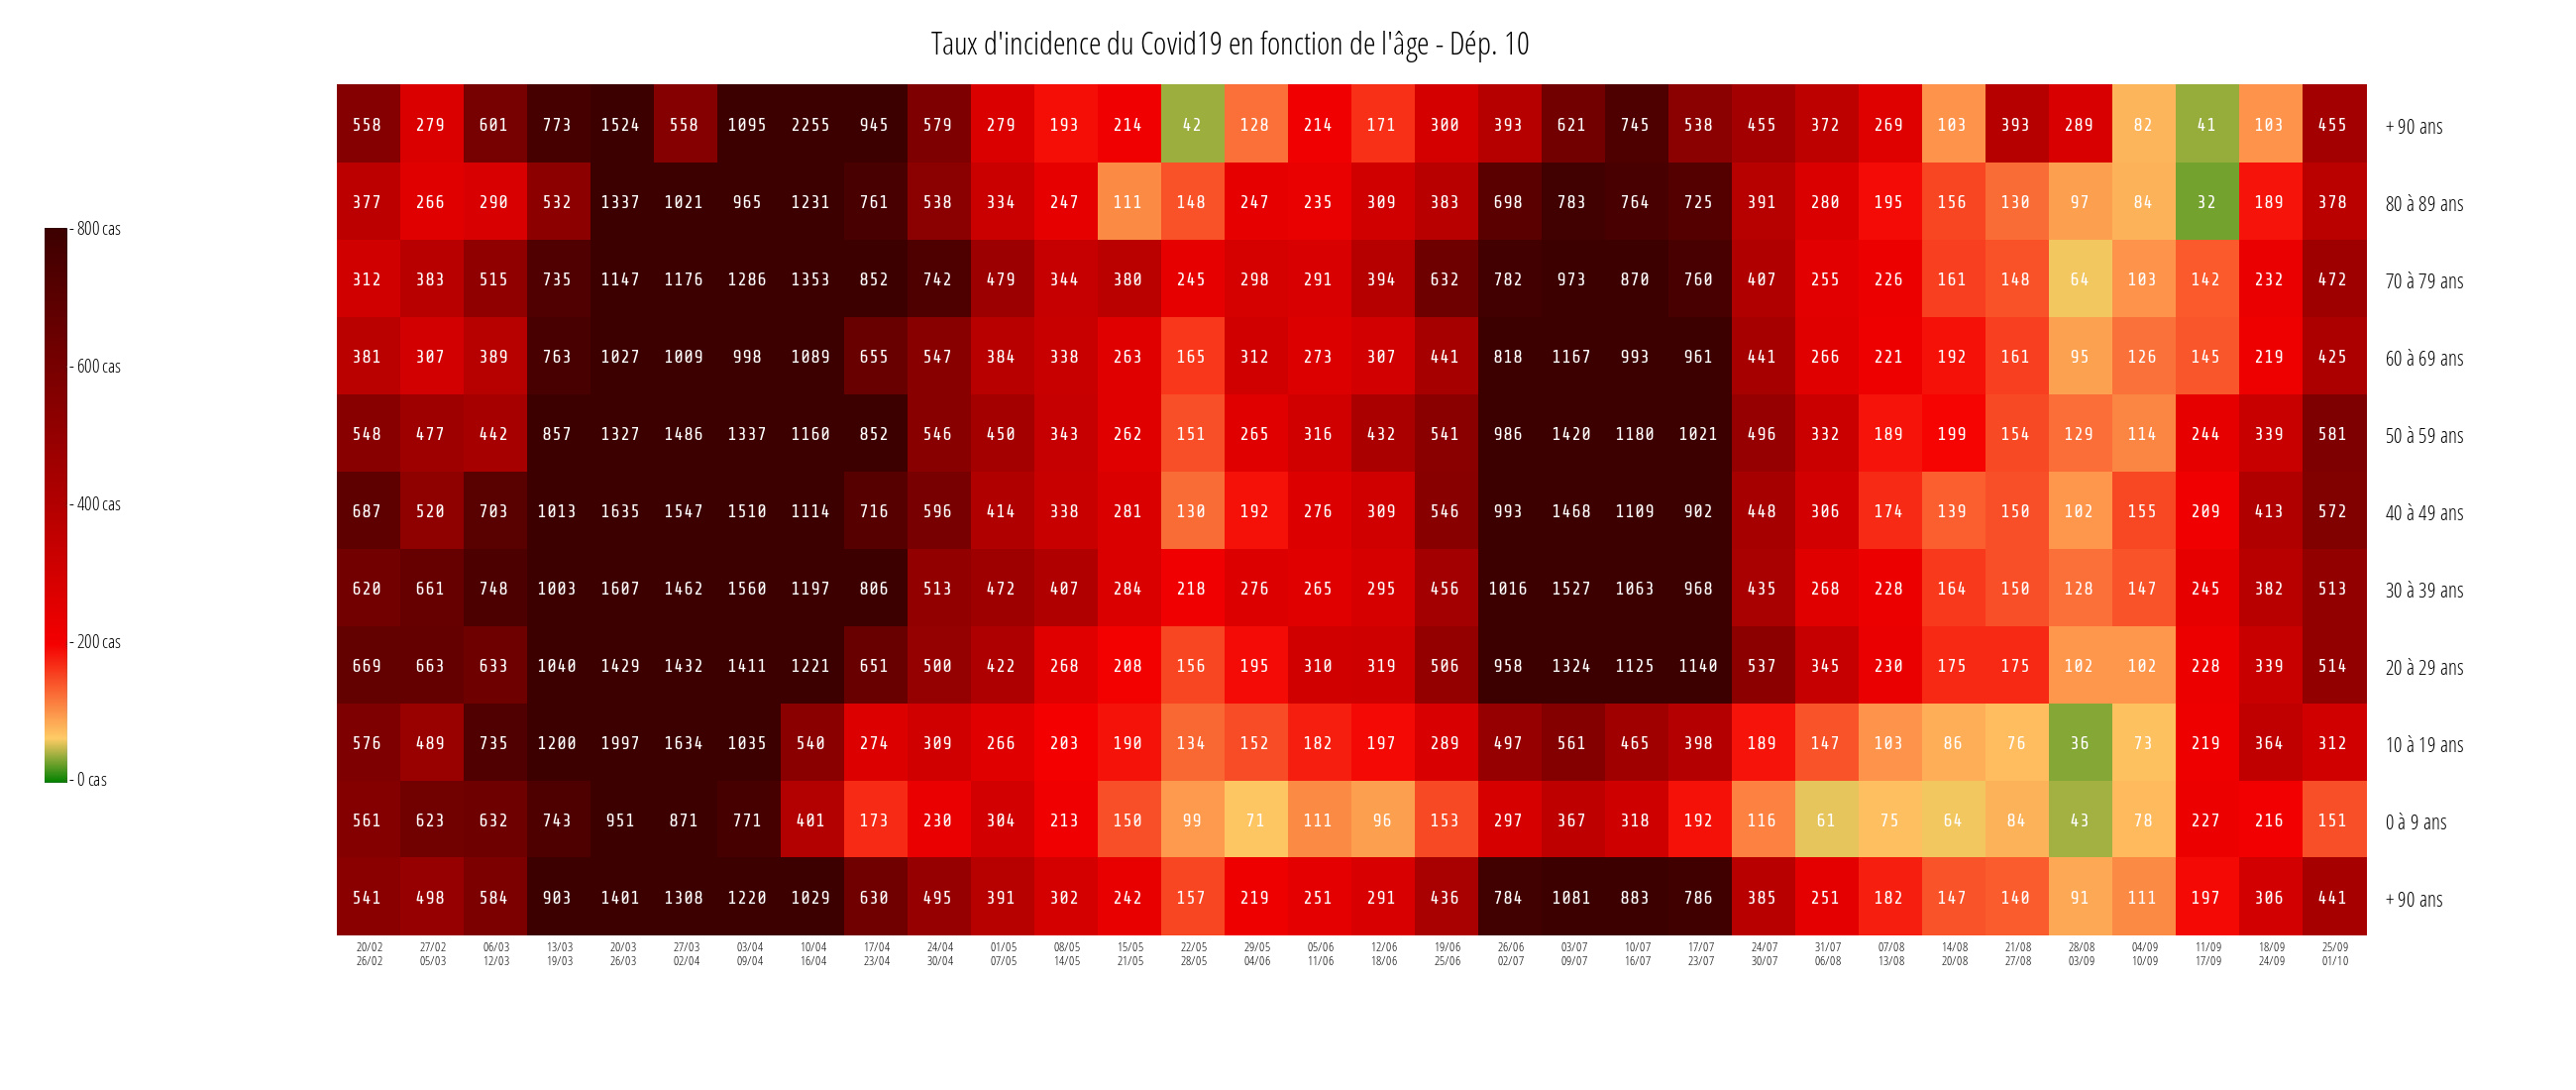 Taux d'incidence du Covid19 en fonction de l'âge - Dép. 10
558 279 601 773 1524 558 1095 2255 945 579 279 193 214 42 128 214 171 300 393 621 745 538 455 372 269 103 393 289 82 41 103 455 + 90 ans
377 266 290 532 1337 1021 965 1231 761 538 334 247 111 148 247 235 309 383 698 783 764 725 391 280 195 156 130 97 84 32 189 378 80 à 89 ans
312 383 515 735 1147 1176 1286 1353 852 742 479 344 380 245 298 291 394 632 782 973 870 760 407 255 226 161 148 64 103 142 232 472 70 à 79 ans
381 307 389 763 1027 1009 998 1089 655 547 384 338 263 165 312 273 307 441 818 1167 993 961 441 266 221 192 161 95 126 145 219 425 60 à 69 ans
548 477 442 857 1327 1486 1337 1160 852 546 450 343 262 151 265 316 432 541 986 1420 1180 1021 496 332 189 199 154 129 114 244 339 581 50 à 59 ans
687 520 703 1013 1635 1547 1510 1114 716 596 414 338 281 130 192 276 309 546 993 1468 1109 902 448 306 174 139 150 102 155 209 413 572 40 à 49 ans
620 661 748 1003 1607 1462 1560 1197 806 513 472 407 284 218 276 265 295 456 1016 1527 1063 968 435 268 228 164 150 128 147 245 382 513 30 à 39 ans
669 663 633 1040 1429 1432 1411 1221 651 500 422 268 208 156 195 310 319 506 958 1324 1125 1140 537 345 230 175 175 102 102 228 339 514 20 à 29 ans
576 489 735 1200 1997 1634 1035 540 274 309 266 203 190 134 152 182 197 289 497 561 465 398 189 147 103 86 76 36 73 219 364 312 10 à 19 ans
561 623 632 743 951 871 771 401 173 230 304 213 150 99 71 111 96 153 297 367 318 192 116 61 75 64 84 43 78 227 216 151 0 à 9 ans
541 498 584 903 1401 1308 1220 1029 630 495 391 302 242 157 219 251 291 436 784 1081 883 786 385 251 182 147 140 91 111 197 306 441 + 90 ans
20/02 27/02 06/03 13/03 20/03 27/03 03/04 10/04 17/04 24/04 01/05 08/05 15/05 22/05 29/05 05/06 12/06 19/06 26/06 03/07 10/07 17/07 24/07 31/07 07/08 14/08 21/08 28/08 04/09 11/09 18/09 25/09
26/02 05/03 12/03 19/03 26/03 02/04 09/04 16/04 23/04 30/04 07/05 14/05 21/05 28/05 04/06 11/06 18/06 25/06 02/07 09/07 16/07 23/07 30/07 06/08 13/08 20/08 27/08 03/09 10/09 17/09 24/09 01/10
- 800 cas
- 600 cas
- 400 cas
- 200 cas
- 0 cas